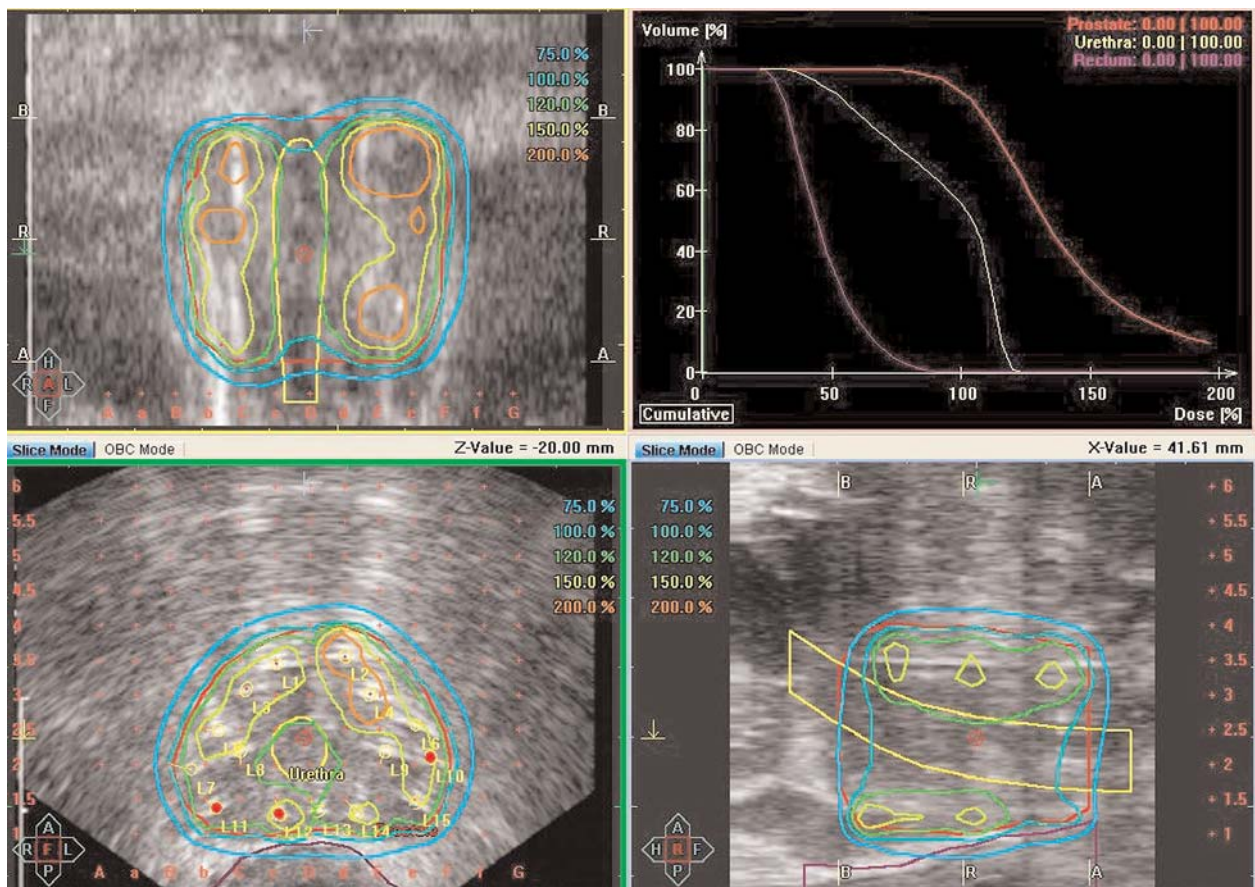 75.0 %
100.0 %
120.0 %
150.0 %
200.0 %
B B
R R
A A
H
R A L
F
A a B b C c D d E e F f G
Volume [%]
Prostate: 0.00 | 100.00
Urethra: 0.00 | 100.00
Rectum: 0.00 | 100.00
100
80
60
40
20
0
0 50 100 150 200
Cumulative
Dose [%]
Slice Mode OBC Mode Z-Value = -20.00 mm
6
5.5
5
4.5
4
3.5
3
2.5
2
1.5
1
75.0 %
100.0 %
120.0 %
150.0 %
200.0 %
L1
L2
L3
L4
L6
L8
L9
L10
Urethra
L7
L11
L12
L13
L14
L15
A
R F L
P
A a B b C c D d E e F f G
Slice Mode OBC Mode X-Value = 41.61 mm
B R A
75.0 %
100.0 %
120.0 %
150.0 %
200.0 %
+ 6
+ 5.5
+ 5
+ 4.5
+ 4
+ 3.5
+ 3
+ 2.5
+ 2
+ 1.5
+ 1
A
H R F
P
B R A